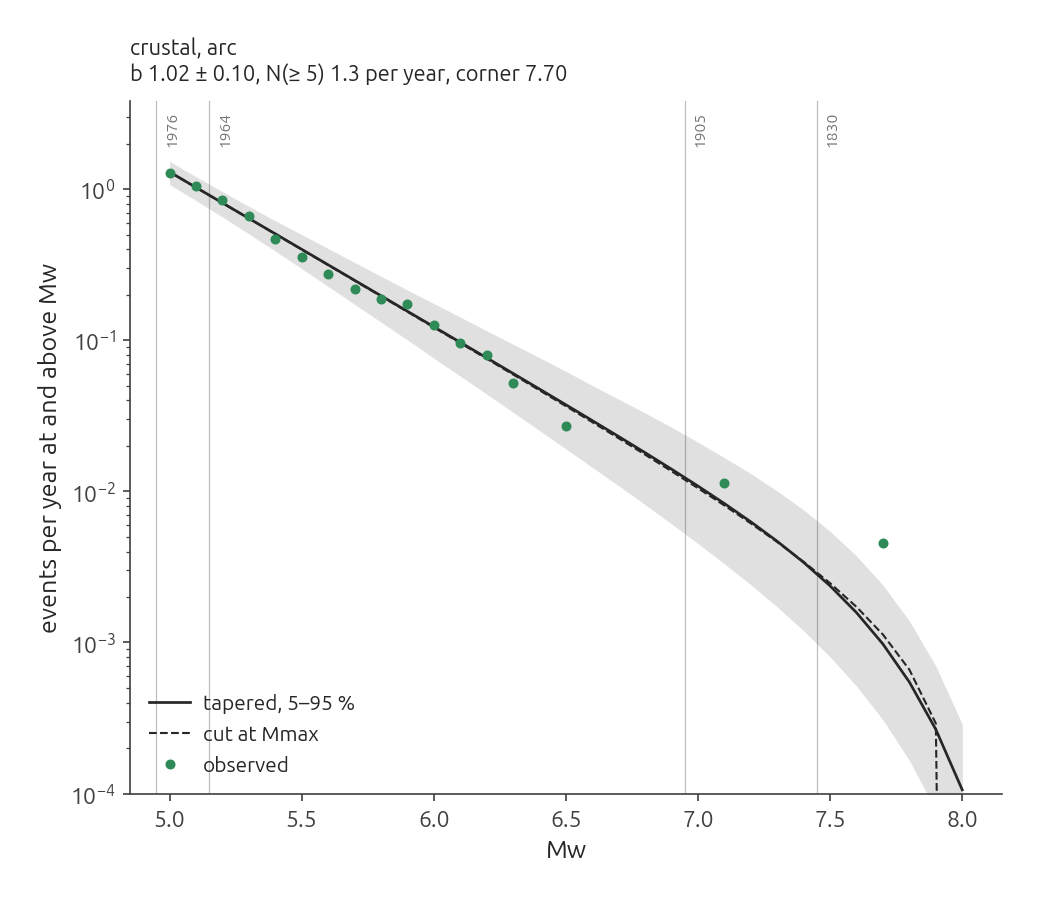 crustal, arc
b 1.02 ± 0.10, N(≥ 5) 1.3 per year, corner 7.70
1976
1964
1905
1830
10⁰
10⁻¹
10⁻²
10⁻³
10⁻⁴
events per year at and above Mw
tapered, 5–95 %
cut at Mmax
observed
5.0 5.5 6.0 6.5 7.0 7.5 8.0
Mw